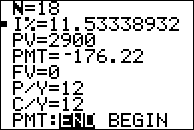 N=18
I%=11.53338932
PV=2900
PMT=-176.22
FV=0
P/Y=12
C/Y=12
PMT:END BEGIN